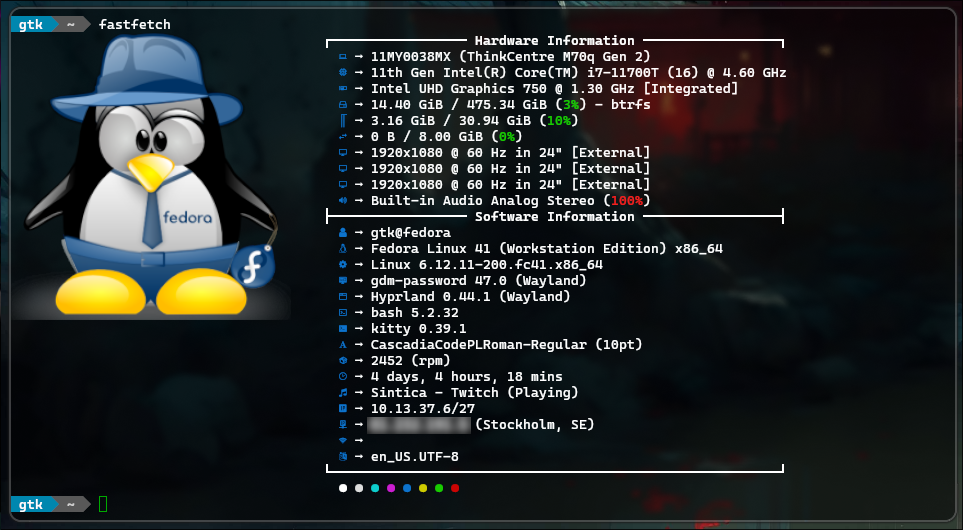 gtk ~ fastfetch
Hardware Information
→ 11MY0038MX (ThinkCentre M70q Gen 2)
→ 11th Gen Intel(R) Core(TM) i7-11700T (16) @ 4.60 GHz
→ Intel UHD Graphics 750 @ 1.30 GHz [Integrated]
→ 14.40 GiB / 475.34 GiB (3%) - btrfs
→ 3.16 GiB / 30.94 GiB (10%)
→ 0 B / 8.00 GiB (0%)
→ 1920x1080 @ 60 Hz in 24" [External]
→ 1920x1080 @ 60 Hz in 24" [External]
→ 1920x1080 @ 60 Hz in 24" [External]
→ Built-in Audio Analog Stereo (100%)
fedora
Software Information
→ gtk@fedora
→ Fedora Linux 41 (Workstation Edition) x86_64
→ Linux 6.12.11-200.fc41.x86_64
→ gdm-password 47.0 (Wayland)
→ Hyprland 0.44.1 (Wayland)
→ bash 5.2.32
→ kitty 0.39.1
→ CascadiaCodePLRoman-Regular (10pt)
→ 2452 (rpm)
→ 4 days, 4 hours, 18 mins
→ Sintica - Twitch (Playing)
→ 10.13.37.6/27
→ (Stockholm, SE)
→
→ en_US.UTF-8
gtk ~